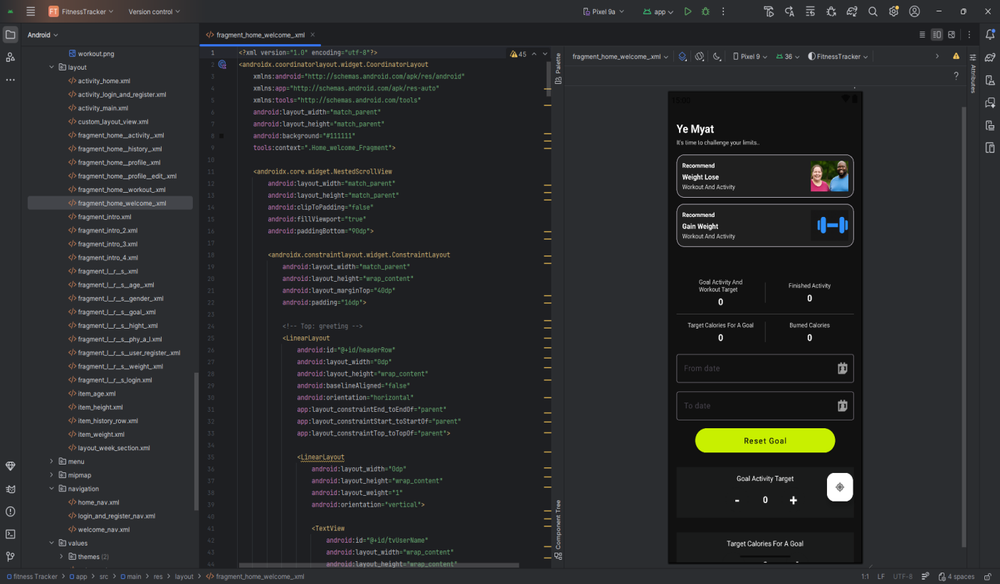 FT FitnessTracker Version control Pixel 9a app
Android
fragment_home_welcome_.xml
workout.png
layout
activity_home.xml
activity_login_and_register.xml
activity_main.xml
custom_layout_view.xml
fragment_home__activity_.xml
fragment_home__history_.xml
fragment_home__profile_.xml
fragment_home__profile__edit_.xml
fragment_home__workout_.xml
fragment_home_welcome_.xml
fragment_intro.xml
fragment_intro_2.xml
fragment_intro_3.xml
fragment_intro_4.xml
fragment_l__r__s_.xml
fragment_l__r__s__age_.xml
fragment_l__r__s__gender_.xml
fragment_l__r__s__goal_.xml
fragment_l__r__s__hight_.xml
fragment_l__r__s__phy_a_l.xml
fragment_l__r__s__user_register_.xml
fragment_l__r__s__weight_.xml
fragment_l__r__s_login.xml
item_age.xml
item_height.xml
item_history_row.xml
item_weight.xml
layout_week_section.xml
menu
mipmap
navigation
home_nav.xml
login_and_register_nav.xml
welcome_nav.xml
values
themes (2)
45
1 <?xml version="1.0" encoding="utf-8"?>
2 <androidx.coordinatorlayout.widget.CoordinatorLayout
3 xmlns:android="http://schemas.android.com/apk/res/android"
4 xmlns:app="http://schemas.android.com/apk/res-auto"
5 xmlns:tools="http://schemas.android.com/tools"
6 android:layout_width="match_parent"
7 android:layout_height="match_parent"
8 android:background="#111111"
9 tools:context=".Home_welcome_Fragment">
10
11 <androidx.core.widget.NestedScrollView
12 android:layout_width="match_parent"
13 android:layout_height="match_parent"
14 android:clipToPadding="false"
15 android:fillViewport="true"
16 android:paddingBottom="90dp">
17
18 <androidx.constraintlayout.widget.ConstraintLayout
19 android:layout_width="match_parent"
20 android:layout_height="wrap_content"
21 android:layout_marginTop="40dp"
22 android:padding="16dp">
23
24 <!-- Top: greeting -->
25 <LinearLayout
26 android:id="@+id/headerRow"
27 android:layout_width="0dp"
28 android:layout_height="wrap_content"
29 android:baselineAligned="false"
30 android:orientation="horizontal"
31 app:layout_constraintEnd_toEndOf="parent"
32 app:layout_constraintStart_toStartOf="parent"
33 app:layout_constraintTop_toTopOf="parent">
34
35 <LinearLayout
36 android:layout_width="0dp"
37 android:layout_height="wrap_content"
38 android:layout_weight="1"
39 android:orientation="vertical">
40
41 <TextView
42 android:id="@+id/tvUserName"
43 android:layout_width="wrap_content"
44 android:layout_height="wrap_content"
Palette
Component Tree
fragment_home_welcome_.xml Pixel 9 36 FitnessTracker
?
Attributes
15:00
Ye Myat
It's time to challenge your limits..
Recommend
Weight Lose
Workout And Activity
Recommend
Gain Weight
Workout And Activity
Goal Activity And
Workout Target
0
Finished Activity
0
Target Calories For A Goal
0
Burned Calories
0
From date
To date
Reset Goal
Goal Activity Target
- 0 +
Target Calories For A Goal
fitness Tracker > app > src > main > res > layout > fragment_home_welcome_.xml
1:1 LF UTF-8 4 spaces